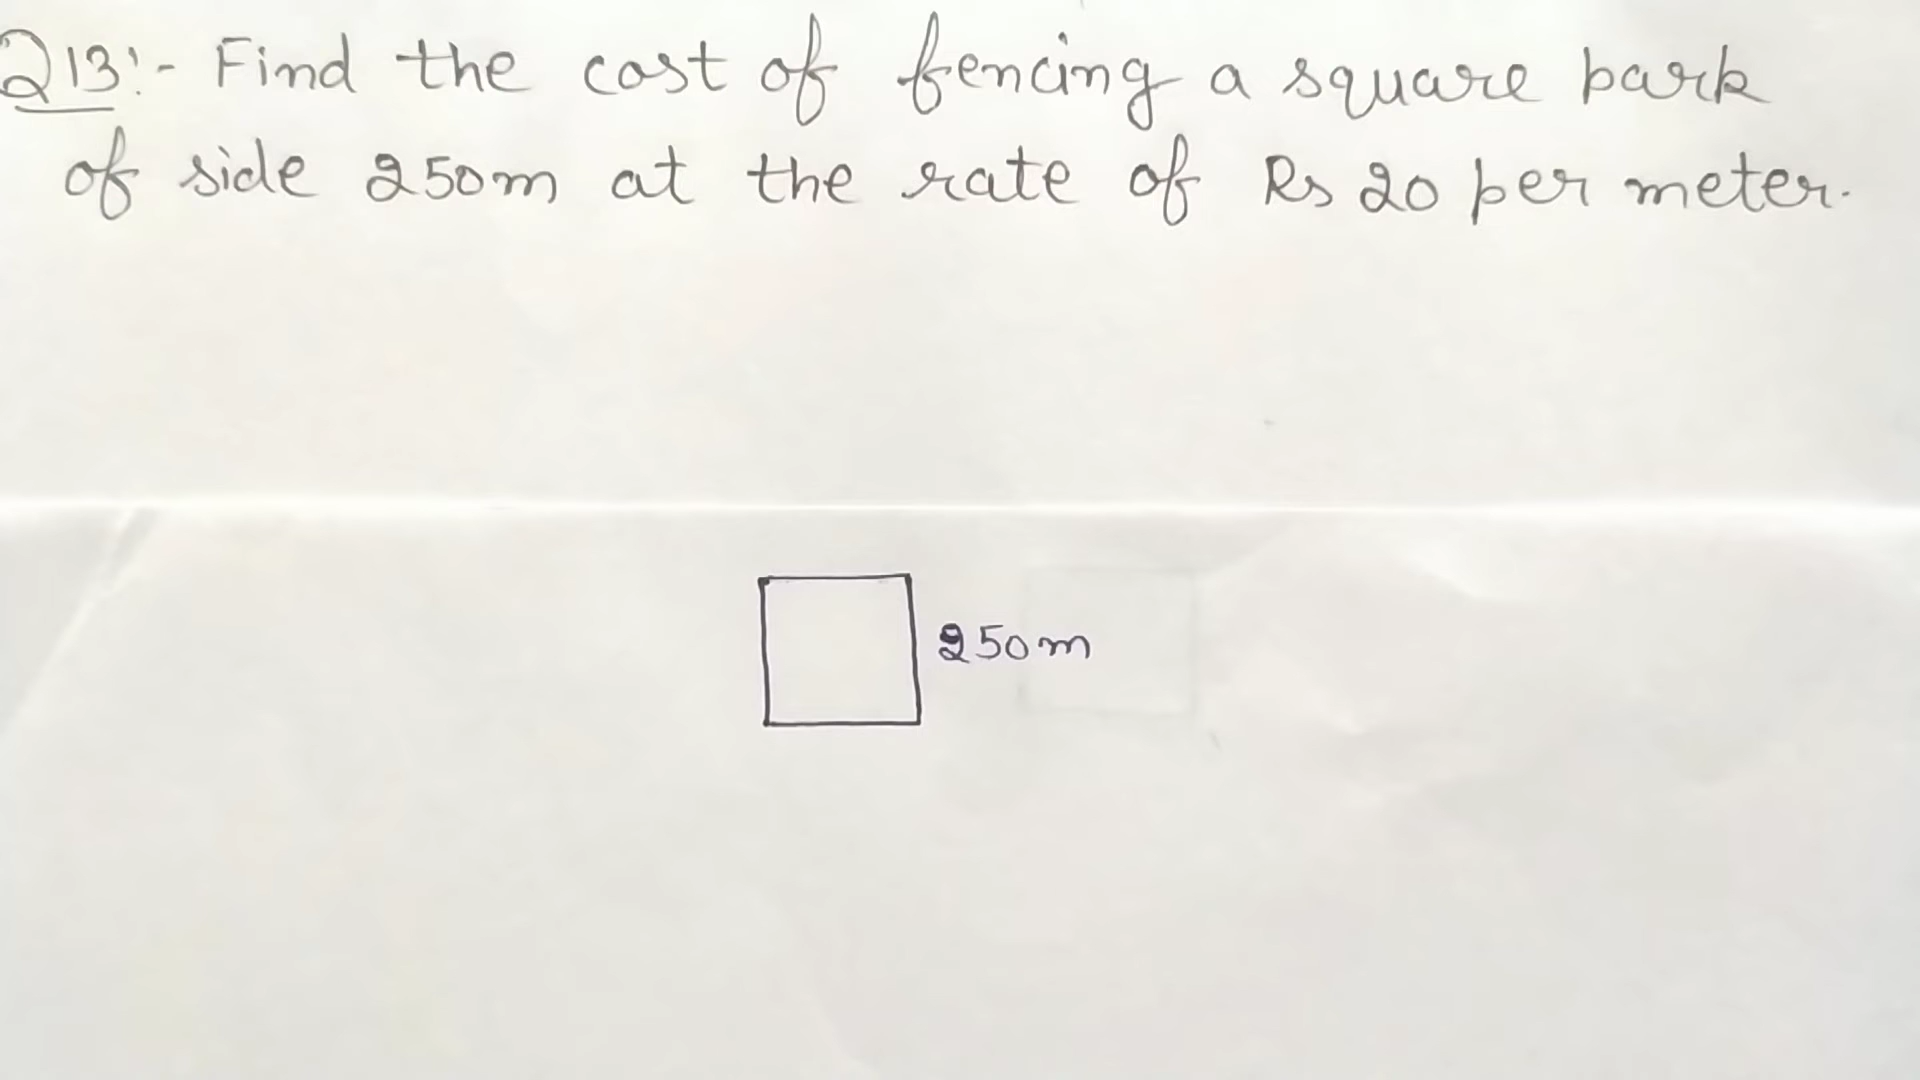 Q13:- Find the cost of fencing a square park
of side 250m at the rate of Rs 20 per meter.
250m